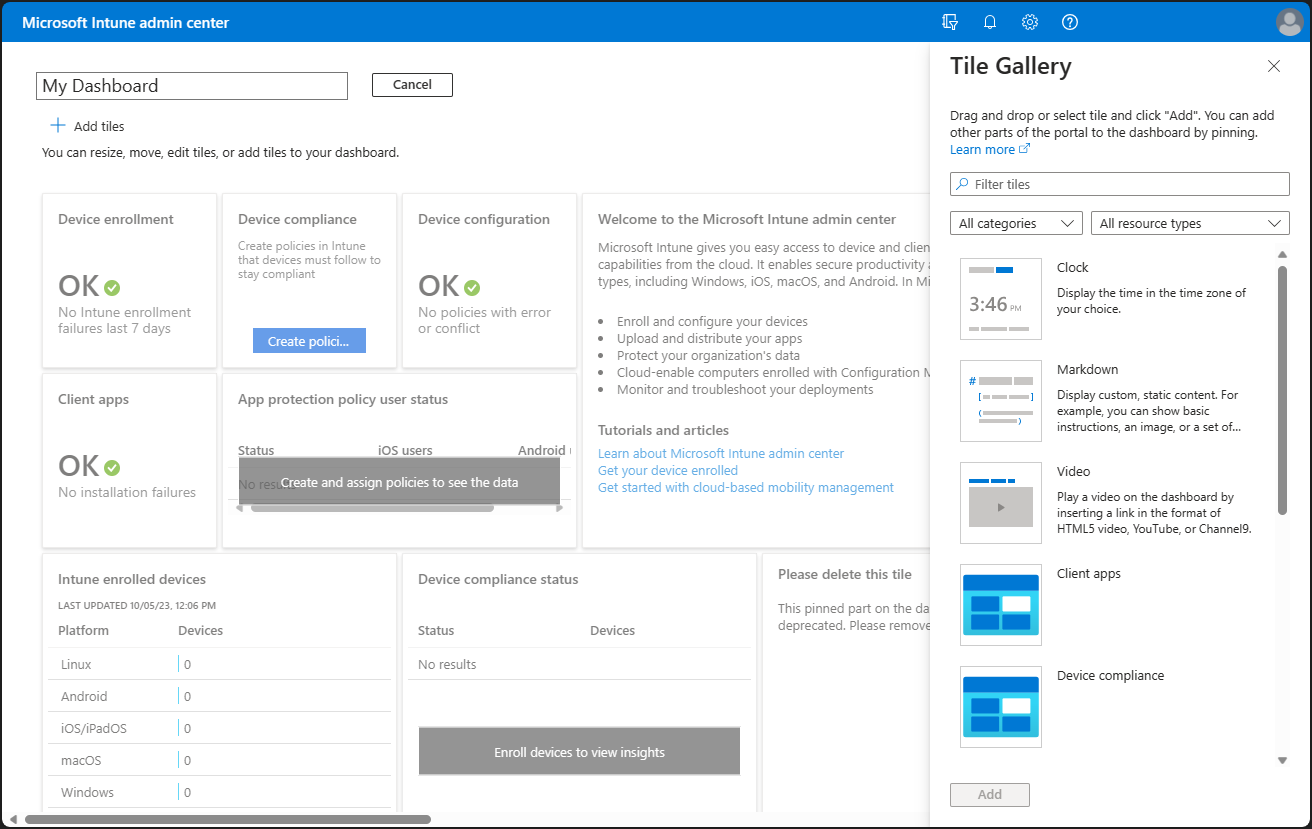 Microsoft Intune admin center
My Dashboard
Cancel
Add tiles
You can resize, move, edit tiles, or add tiles to your dashboard.
Device enrollment
OK
No Intune enrollment
failures last 7 days
Device compliance
Create policies in Intune
that devices must follow to
stay compliant
Create polici...
Device configuration
OK
No policies with error
or conflict
Welcome to the Microsoft Intune admin center
Microsoft Intune gives you easy access to device and clien
capabilities from the cloud. It enables secure productivity
types, including Windows, iOS, macOS, and Android. In Mi
Enroll and configure your devices
Upload and distribute your apps
Protect your organization's data
Cloud-enable computers enrolled with Configuration M
Monitor and troubleshoot your deployments
Tutorials and articles
Learn about Microsoft Intune admin center
Get your device enrolled
Get started with cloud-based mobility management
Client apps
OK
No installation failures
App protection policy user status
Status iOS users Android
No resu
Create and assign policies to see the data
Intune enrolled devices
LAST UPDATED 10/05/23, 12:06 PM
Platform Devices
Linux 0
Android 0
iOS/iPadOS 0
macOS 0
Windows 0
Device compliance status
Status Devices
No results
Enroll devices to view insights
Please delete this tile
This pinned part on the da
deprecated. Please remove
Tile Gallery
Drag and drop or select tile and click "Add". You can add
other parts of the portal to the dashboard by pinning.
Learn more
Filter tiles
All categories
All resource types
3:46 PM
Clock
Display the time in the time zone of
your choice.
#
[ ]
( )
Markdown
Display custom, static content. For
example, you can show basic
instructions, an image, or a set of...
Video
Play a video on the dashboard by
inserting a link in the format of
HTML5 video, YouTube, or Channel9.
Client apps
Device compliance
Add